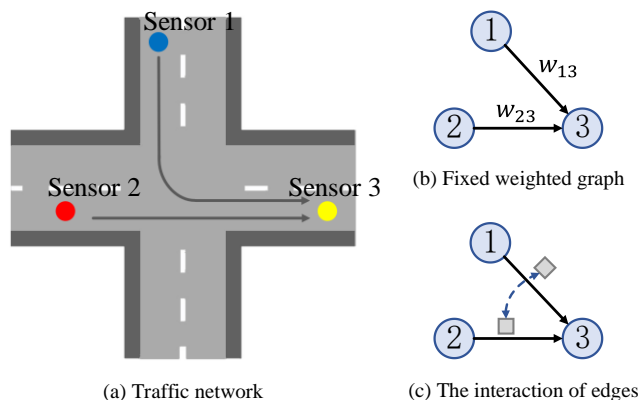 Sensor 1
Sensor 2
Sensor 3
(a) Traffic network
1
w13
w23
2
3
(b) Fixed weighted graph
1
2
3
(c) The interaction of edges